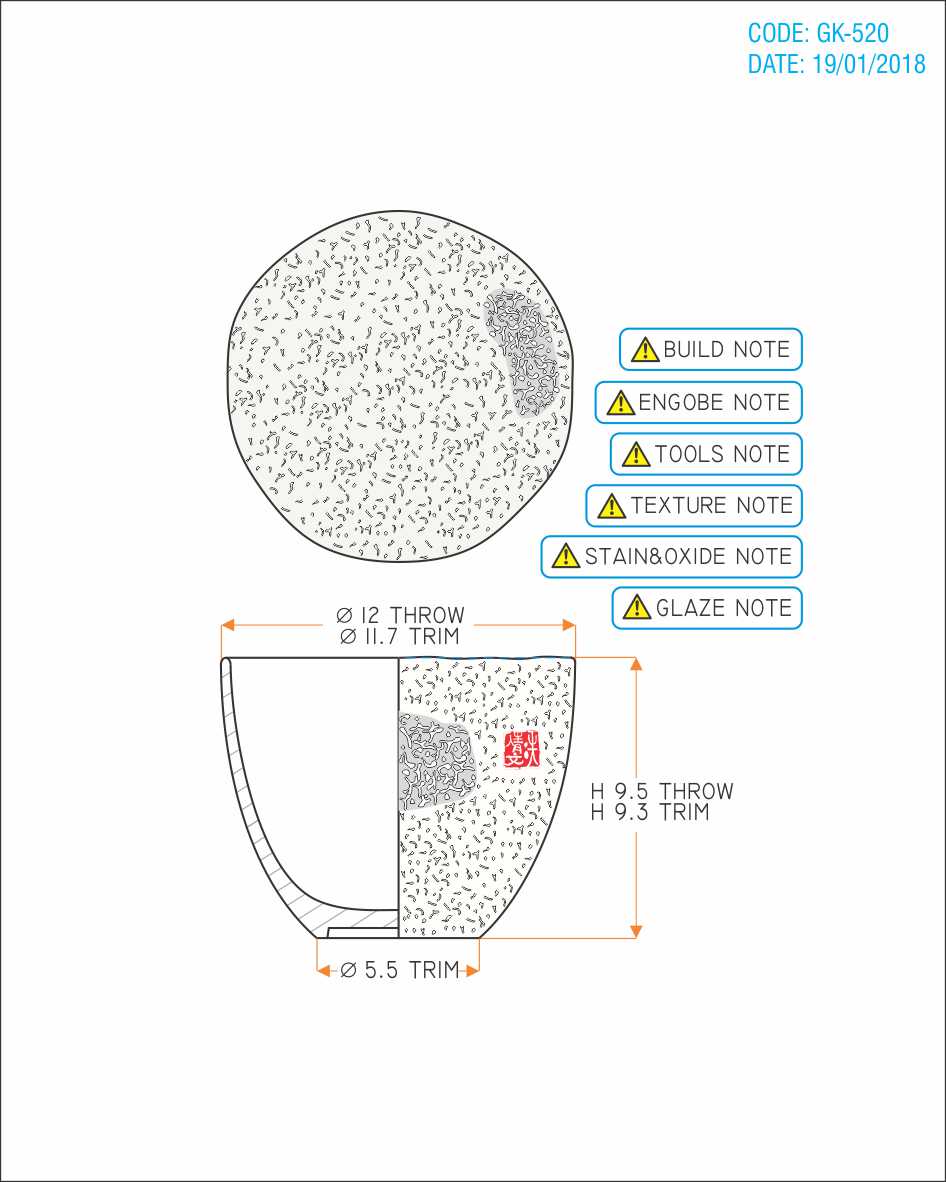 CODE: GK-520
DATE: 19/01/2018
BUILD NOTE
ENGOBE NOTE
TOOLS NOTE
TEXTURE NOTE
STAIN&OXIDE NOTE
GLAZE NOTE
Ø 12 THROW
Ø 11.7 TRIM
H 9.5 THROW
H 9.3 TRIM
Ø 5.5 TRIM